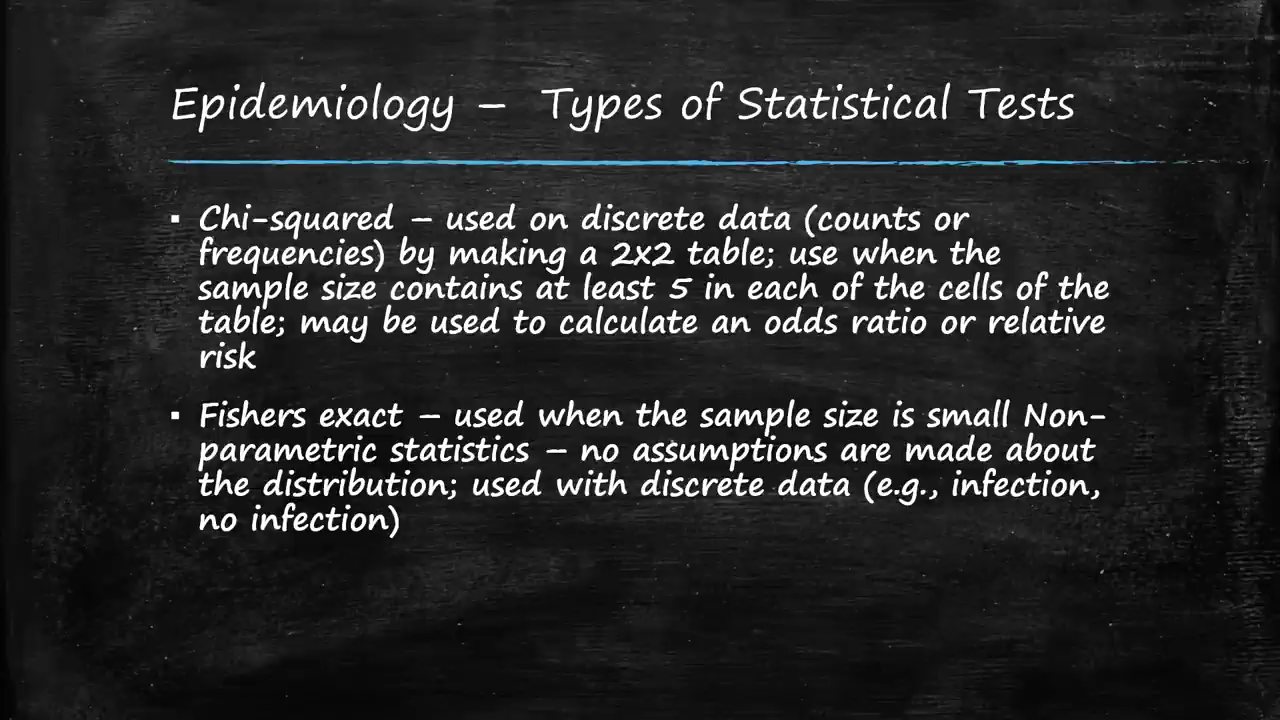 Epidemiology – Types of Statistical Tests
▪ Chi-squared – used on discrete data (counts or
frequencies) by making a 2x2 table; use when the
sample size contains at least 5 in each of the cells of the
table; may be used to calculate an odds ratio or relative
risk
▪ Fishers exact – used when the sample size is small Non-
parametric statistics – no assumptions are made about
the distribution; used with discrete data (e.g., infection,
no infection)